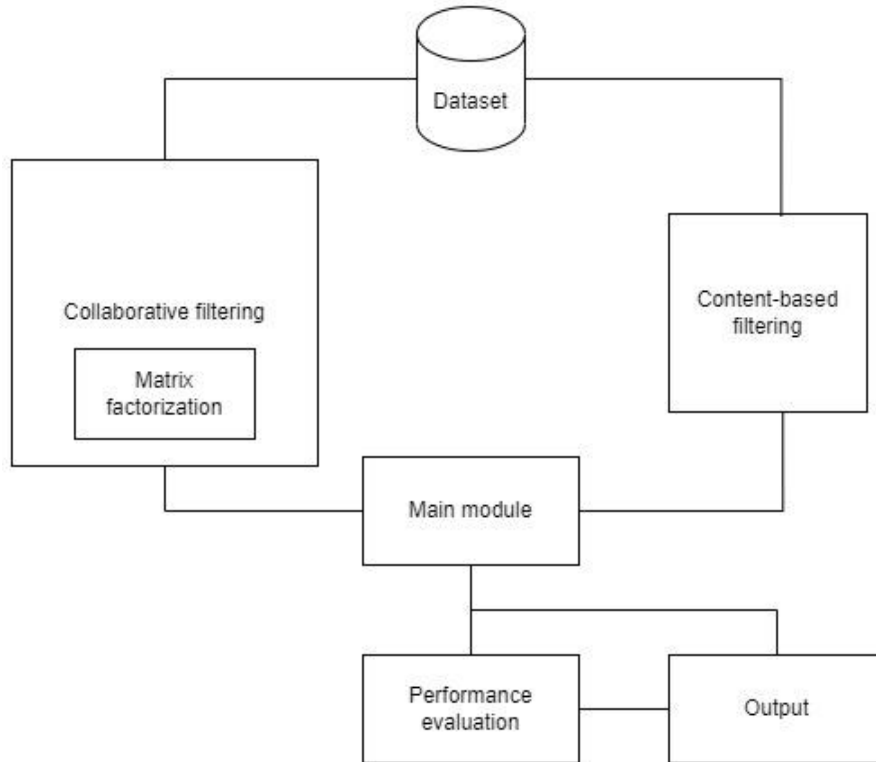 Dataset
Collaborative filtering
Matrix
factorization
Content-based
filtering
Main module
Performance
evaluation
Output